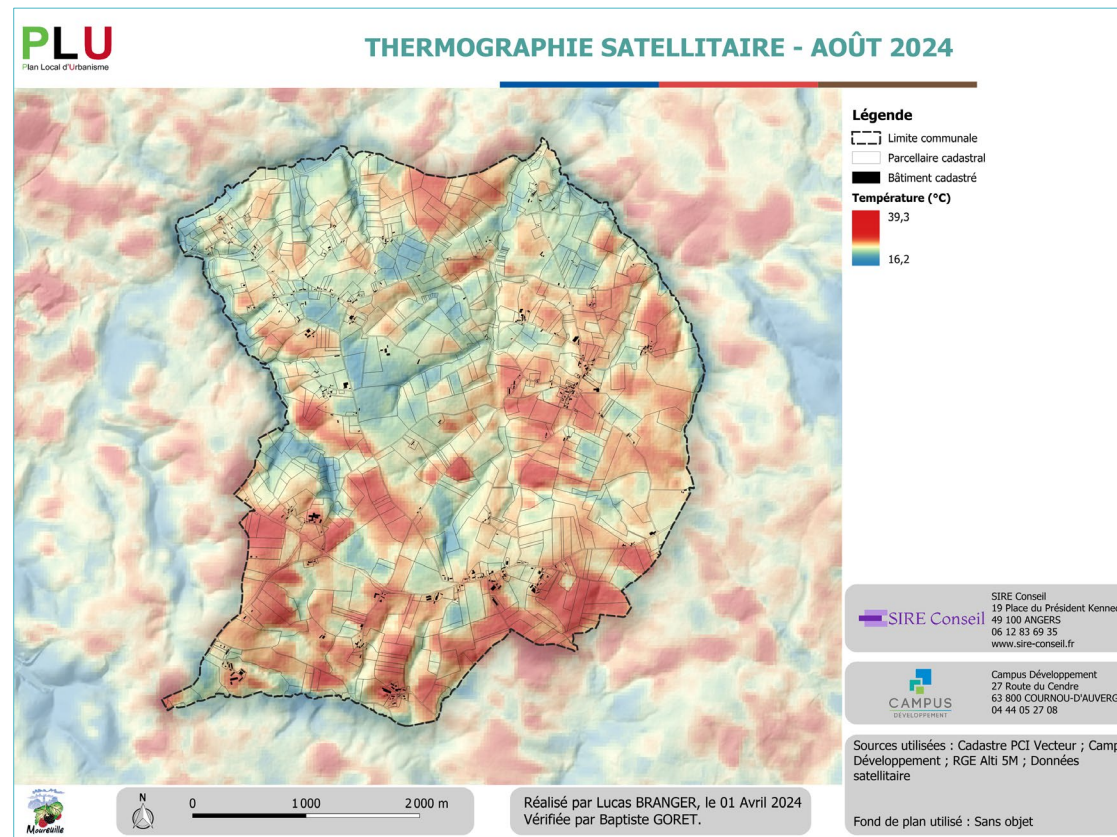 PLU
Plan Local d'Urbanisme
THERMOGRAPHIE SATELLITAIRE - AOÛT 2024
Légende
Limite communale
Parcellaire cadastral
Bâtiment cadastré
Température (°C)
39,3
16,2
SIRE Conseil
SIRE Conseil
19 Place du Président Kenned
49 100 ANGERS
06 12 83 69 35
www.sire-conseil.fr
CAMPUS
DÉVELOPPEMENT
Campus Développement
27 Route du Cendre
63 800 COURNOU-D'AUVERG
04 44 05 27 08
Sources utilisées : Cadastre PCI Vecteur ; Camp
Développement ; RGE Alti 5M ; Données
satellitaire
Fond de plan utilisé : Sans objet
Moureuille
N
0 1 000 2 000 m
Réalisé par Lucas BRANGER, le 01 Avril 2024
Vérifiée par Baptiste GORET.